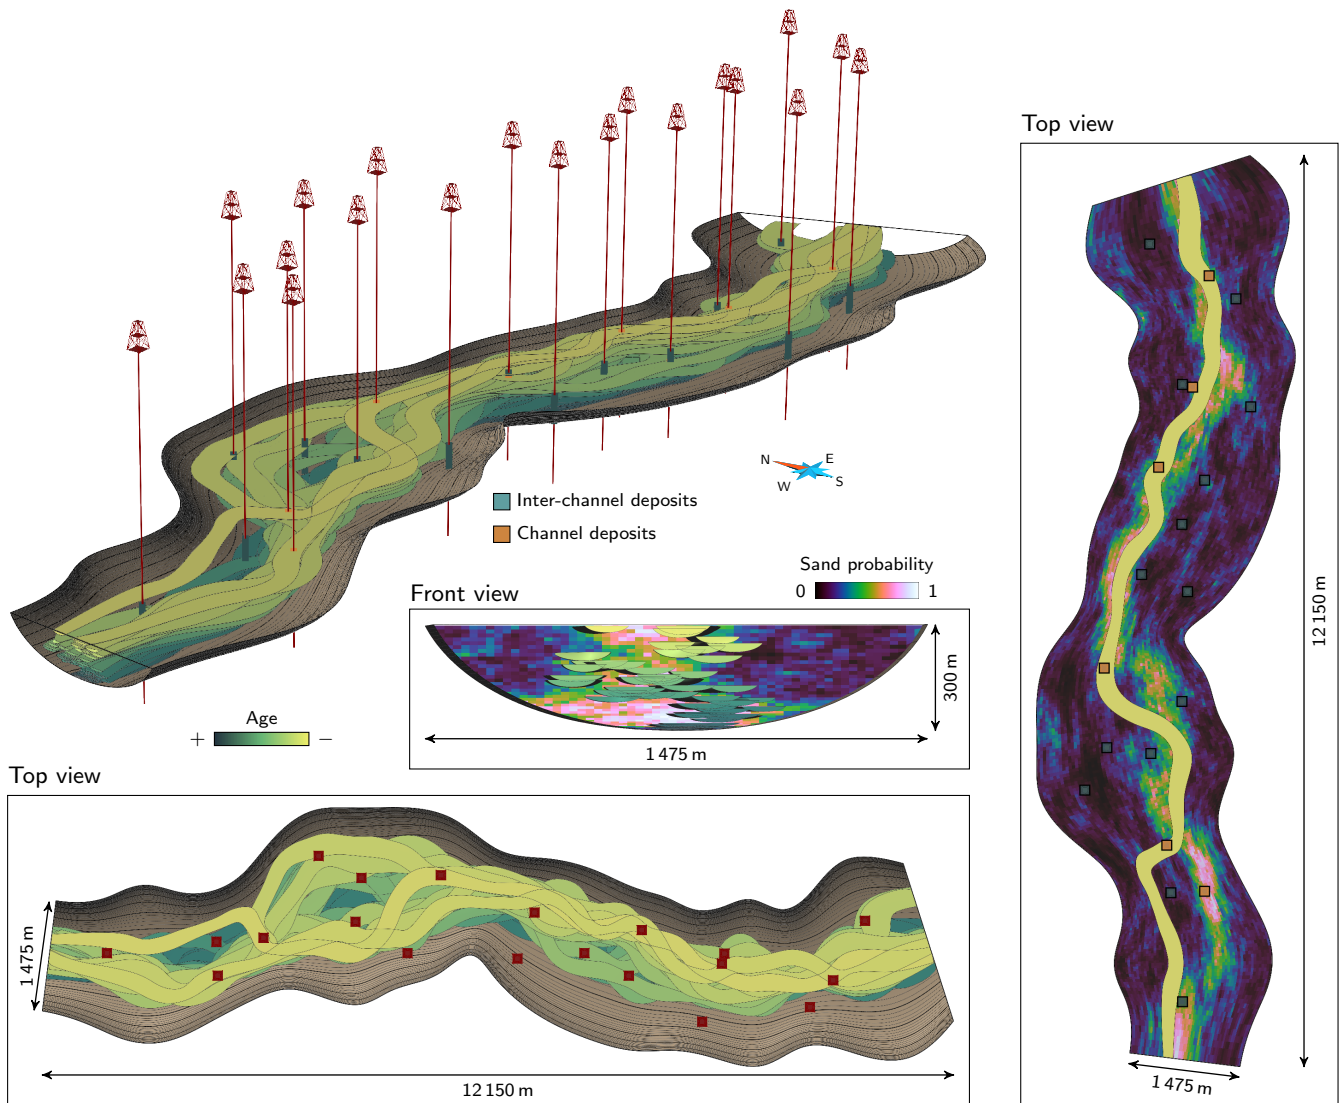 Top view
12 150 m
1 475 m
N
E
W
S
Inter-channel deposits
Channel deposits
Sand probability
0
1
Front view
300 m
1 475 m
Age
+
−
Top view
1 475 m
12 150 m